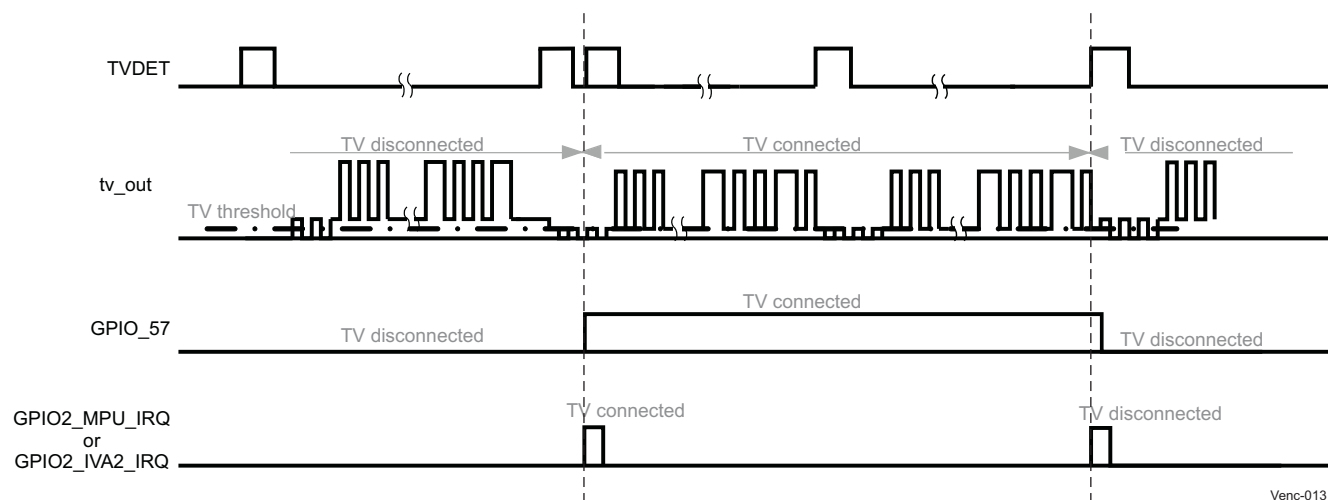 TVDET
TV disconnected
TV connected
TV disconnected
tv_out
TV threshold
TV connected
GPIO_57
TV disconnected
TV disconnected
GPIO2_MPU_IRQ
or
GPIO2_IVA2_IRQ
TV connected
TV disconnected
Venc-013